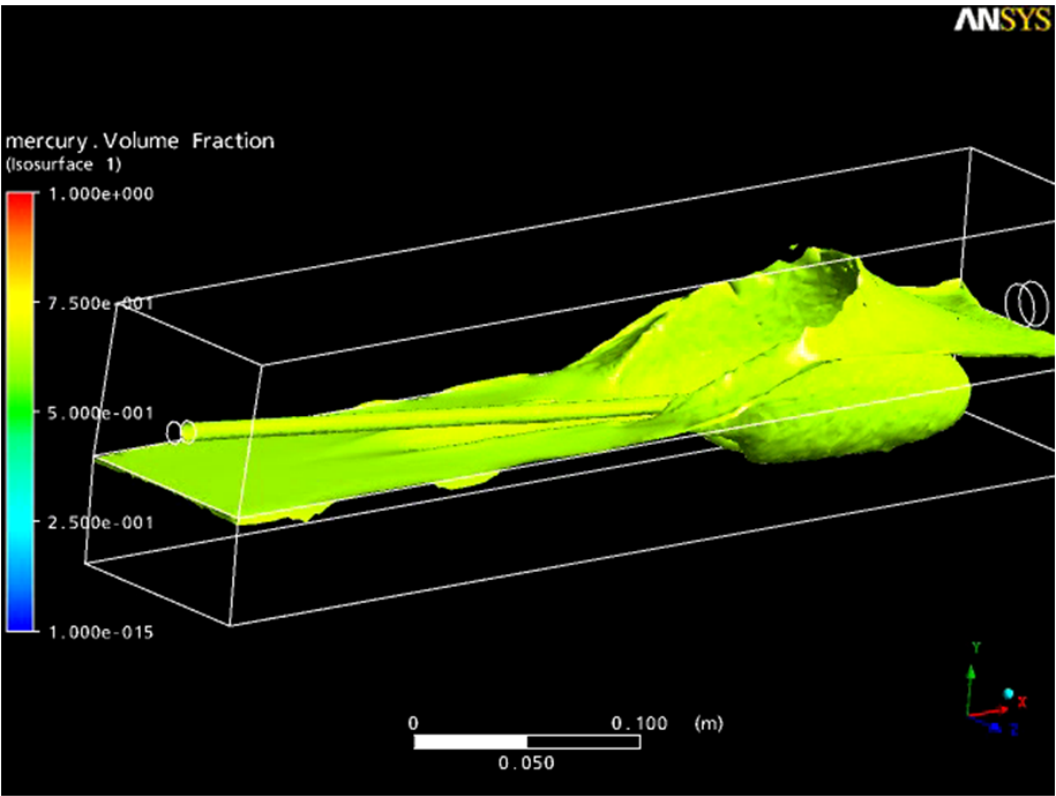 ANSYS
mercury.Volume Fraction
(Isosurface 1)
1.000e+000
7.500e-001
5.000e-001
2.500e-001
1.000e-015
Y
X
Z
0 0.100 (m)
0.050